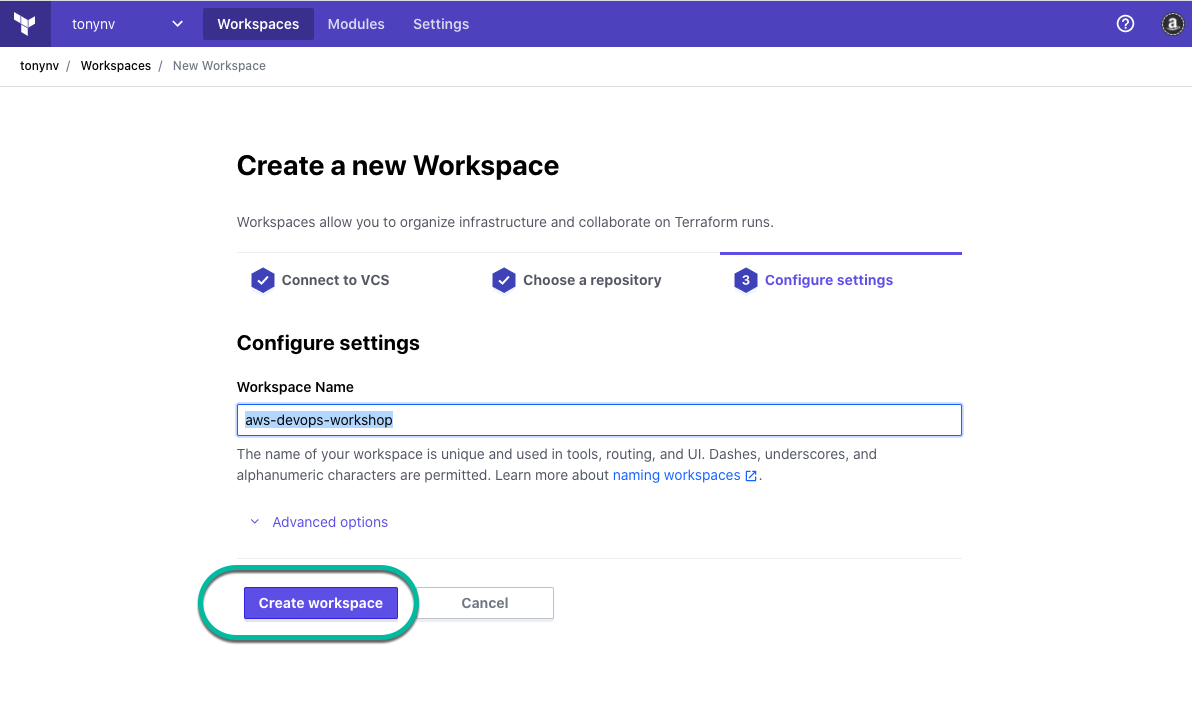 tonynv Workspaces Modules Settings
tonynv / Workspaces / New Workspace
Create a new Workspace
Workspaces allow you to organize infrastructure and collaborate on Terraform runs.
Connect to VCS Choose a repository 3 Configure settings
Configure settings
Workspace Name
aws-devops-workshop
The name of your workspace is unique and used in tools, routing, and UI. Dashes, underscores, and
alphanumeric characters are permitted. Learn more about naming workspaces.
Advanced options
Create workspace Cancel